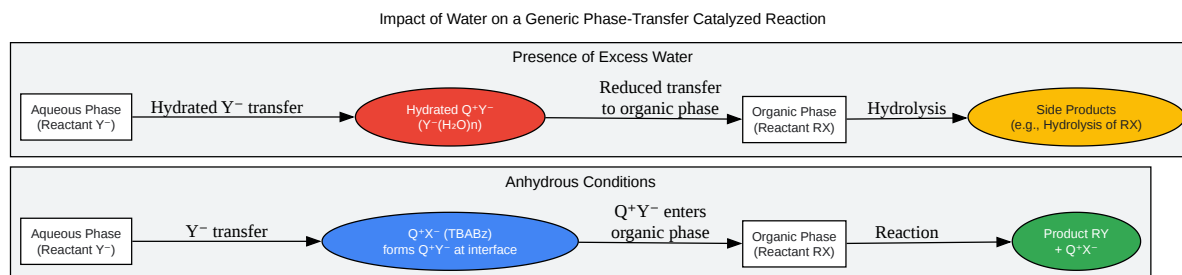 Impact of Water on a Generic Phase-Transfer Catalyzed Reaction
Presence of Excess Water
Aqueous Phase
(Reactant Y⁻)
Hydrated Y⁻ transfer
Hydrated Q⁺Y⁻
(Y⁻(H₂O)n)
Reduced transfer
to organic phase
Organic Phase
(Reactant RX)
Hydrolysis
Side Products
(e.g., Hydrolysis of RX)
Anhydrous Conditions
Aqueous Phase
(Reactant Y⁻)
Y⁻ transfer
Q⁺X⁻ (TBABz)
forms Q⁺Y⁻ at interface
Q⁺Y⁻ enters
organic phase
Organic Phase
(Reactant RX)
Reaction
Product RY
+ Q⁺X⁻